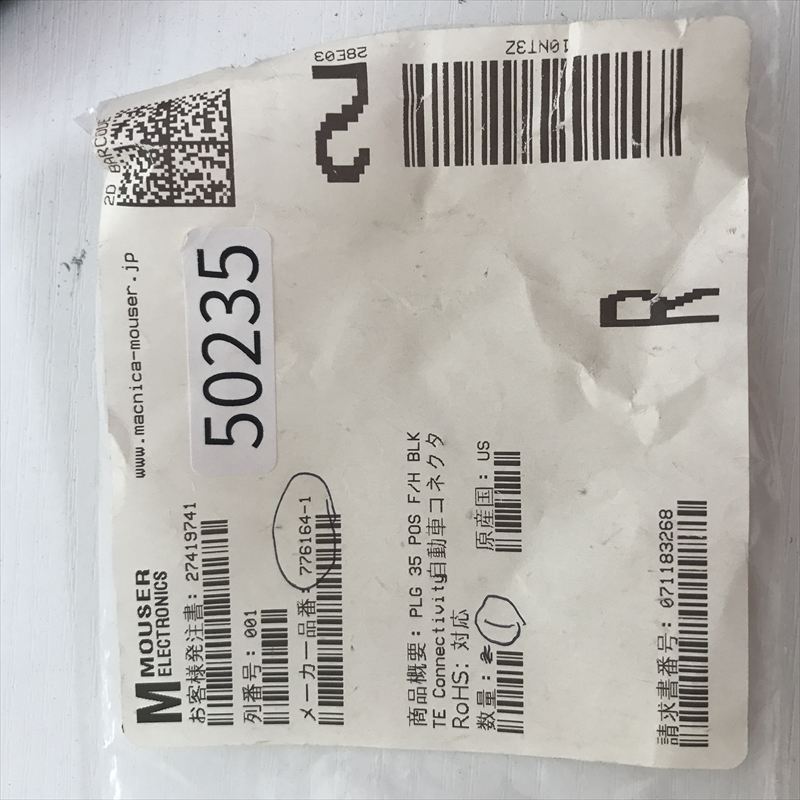 MOUSER
ELECTRONICS
www.macnica-mouser.jp
2D BARCODE
お客様発注書: 27419741
50235
列番号: 001
メーカー品番: 776164-1
28E03
2
商品概要: PLG 35 POS F/H BLK
TE Connectivity自動車コネクタ
RoHS: 対応
数量: 2 1
原産国: US
10NT3Z
R
請求書番号: 071183268